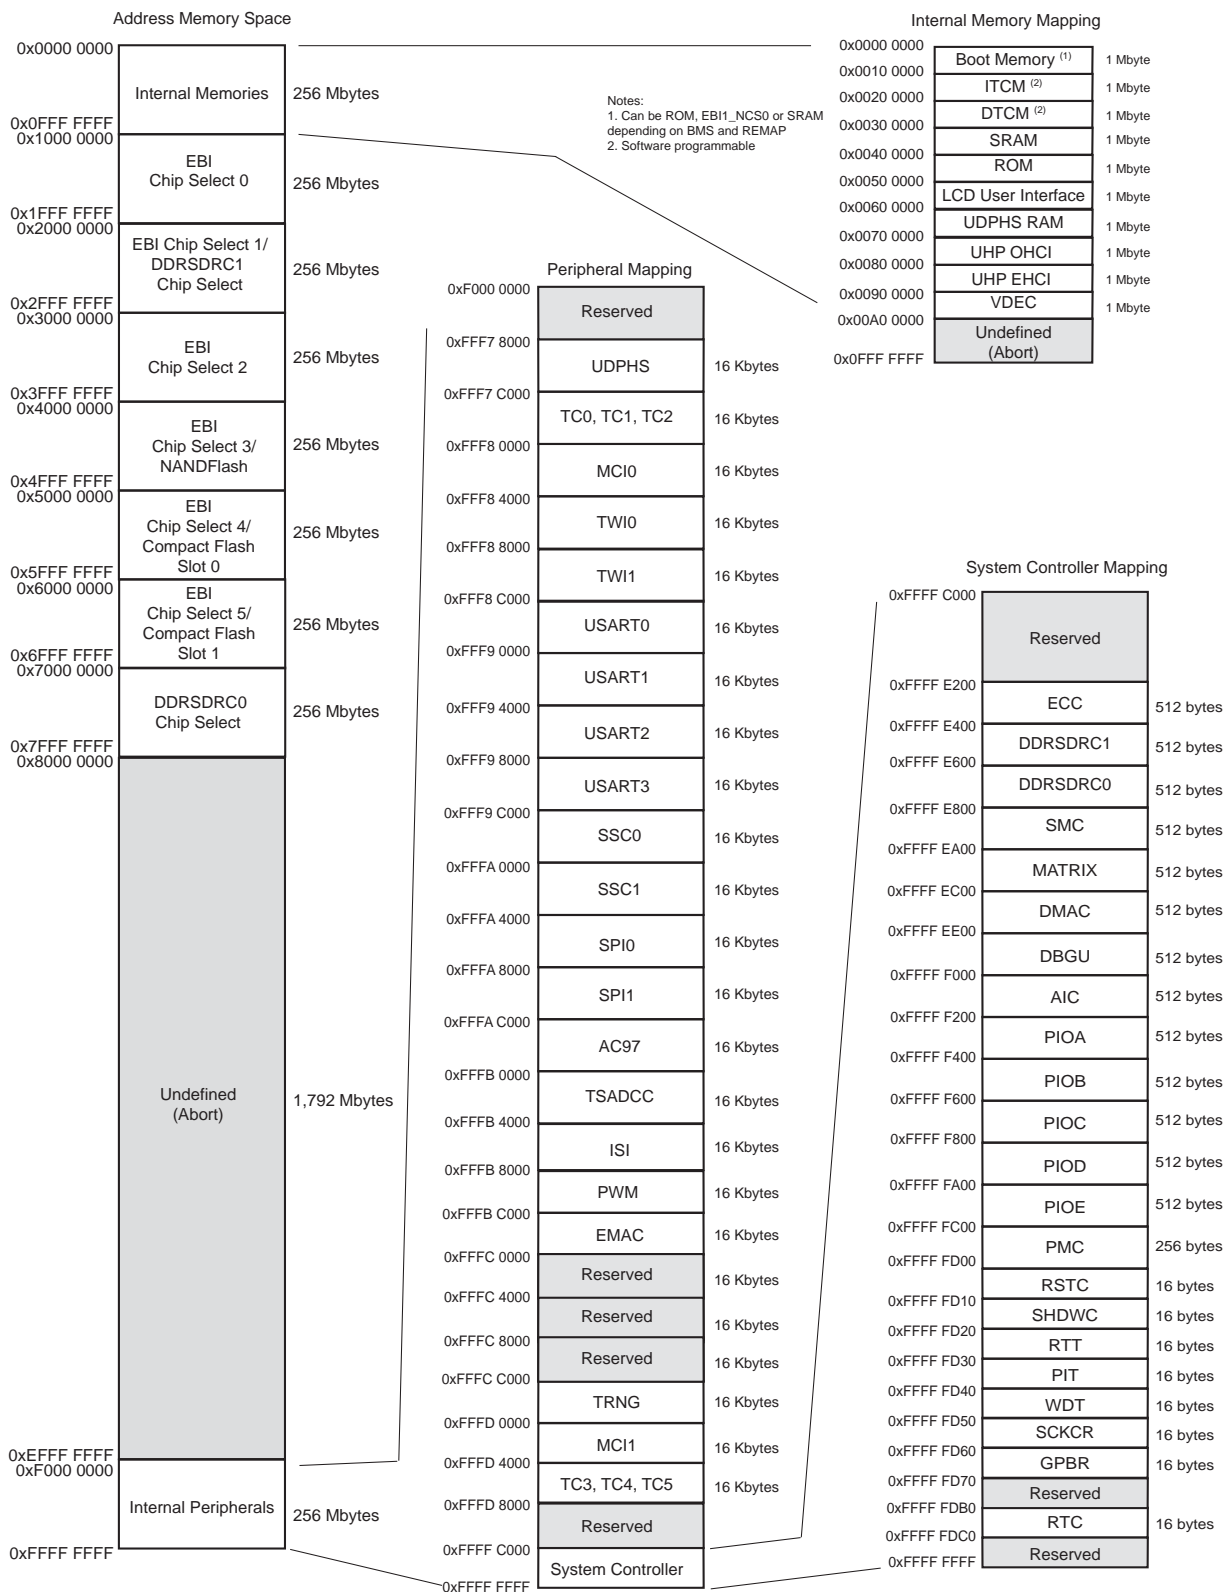 Address Memory Space
0x0000 0000
Internal Memories
256 Mbytes
0x0FFF FFFF
0x1000 0000
EBI
Chip Select 0
256 Mbytes
0x1FFF FFFF
0x2000 0000
EBI Chip Select 1/
DDRSDRC1
Chip Select
256 Mbytes
0x2FFF FFFF
0x3000 0000
EBI
Chip Select 2
256 Mbytes
0x3FFF FFFF
0x4000 0000
EBI
Chip Select 3/
NANDFlash
256 Mbytes
0x4FFF FFFF
0x5000 0000
EBI
Chip Select 4/
Compact Flash
Slot 0
256 Mbytes
0x5FFF FFFF
0x6000 0000
EBI
Chip Select 5/
Compact Flash
Slot 1
256 Mbytes
0x6FFF FFFF
0x7000 0000
DDRSDRC0
Chip Select
256 Mbytes
0x7FFF FFFF
0x8000 0000
Undefined
(Abort)
1,792 Mbytes
0xEFFF FFFF
0xF000 0000
Internal Peripherals
256 Mbytes
0xFFFF FFFF
Peripheral Mapping
0xF000 0000
Reserved
0xFFF7 8000
UDPHS
16 Kbytes
0xFFF7 C000
TC0, TC1, TC2
16 Kbytes
0xFFF8 0000
MCI0
16 Kbytes
0xFFF8 4000
TWI0
16 Kbytes
0xFFF8 8000
TWI1
16 Kbytes
0xFFF8 C000
USART0
16 Kbytes
0xFFF9 0000
USART1
16 Kbytes
0xFFF9 4000
USART2
16 Kbytes
0xFFF9 8000
USART3
16 Kbytes
0xFFF9 C000
SSC0
16 Kbytes
0xFFFA 0000
SSC1
16 Kbytes
0xFFFA 4000
SPI0
16 Kbytes
0xFFFA 8000
SPI1
16 Kbytes
0xFFFA C000
AC97
16 Kbytes
0xFFFB 0000
TSADCC
16 Kbytes
0xFFFB 4000
ISI
16 Kbytes
0xFFFB 8000
PWM
16 Kbytes
0xFFFB C000
EMAC
16 Kbytes
0xFFFC 0000
Reserved
16 Kbytes
0xFFFC 4000
Reserved
16 Kbytes
0xFFFC 8000
Reserved
16 Kbytes
0xFFFC C000
TRNG
16 Kbytes
0xFFFD 0000
MCI1
16 Kbytes
0xFFFD 4000
TC3, TC4, TC5
16 Kbytes
0xFFFD 8000
Reserved
0xFFFF C000
System Controller
0xFFFF FFFF
Notes:
1. Can be ROM, EBI1_NCS0 or SRAM
depending on BMS and REMAP
2. Software programmable
Internal Memory Mapping
0x0000 0000
Boot Memory (1)
1 Mbyte
0x0010 0000
ITCM (2)
1 Mbyte
0x0020 0000
DTCM (2)
1 Mbyte
0x0030 0000
SRAM
1 Mbyte
0x0040 0000
ROM
1 Mbyte
0x0050 0000
LCD User Interface
1 Mbyte
0x0060 0000
UDPHS RAM
1 Mbyte
0x0070 0000
UHP OHCI
1 Mbyte
0x0080 0000
UHP EHCI
1 Mbyte
0x0090 0000
VDEC
1 Mbyte
0x00A0 0000
Undefined
(Abort)
0x0FFF FFFF
System Controller Mapping
0xFFFF C000
Reserved
0xFFFF E200
ECC
512 bytes
0xFFFF E400
DDRSDRC1
512 bytes
0xFFFF E600
DDRSDRC0
512 bytes
0xFFFF E800
SMC
512 bytes
0xFFFF EA00
MATRIX
512 bytes
0xFFFF EC00
DMAC
512 bytes
0xFFFF EE00
DBGU
512 bytes
0xFFFF F000
AIC
512 bytes
0xFFFF F200
PIOA
512 bytes
0xFFFF F400
PIOB
512 bytes
0xFFFF F600
PIOC
512 bytes
0xFFFF F800
PIOD
512 bytes
0xFFFF FA00
PIOE
512 bytes
0xFFFF FC00
PMC
256 bytes
0xFFFF FD00
RSTC
16 bytes
0xFFFF FD10
SHDWC
16 bytes
0xFFFF FD20
RTT
16 bytes
0xFFFF FD30
PIT
16 bytes
0xFFFF FD40
WDT
16 bytes
0xFFFF FD50
SCKCR
16 bytes
0xFFFF FD60
GPBR
16 bytes
0xFFFF FD70
Reserved
0xFFFF FDB0
RTC
16 bytes
0xFFFF FDC0
Reserved
0xFFFF FFFF